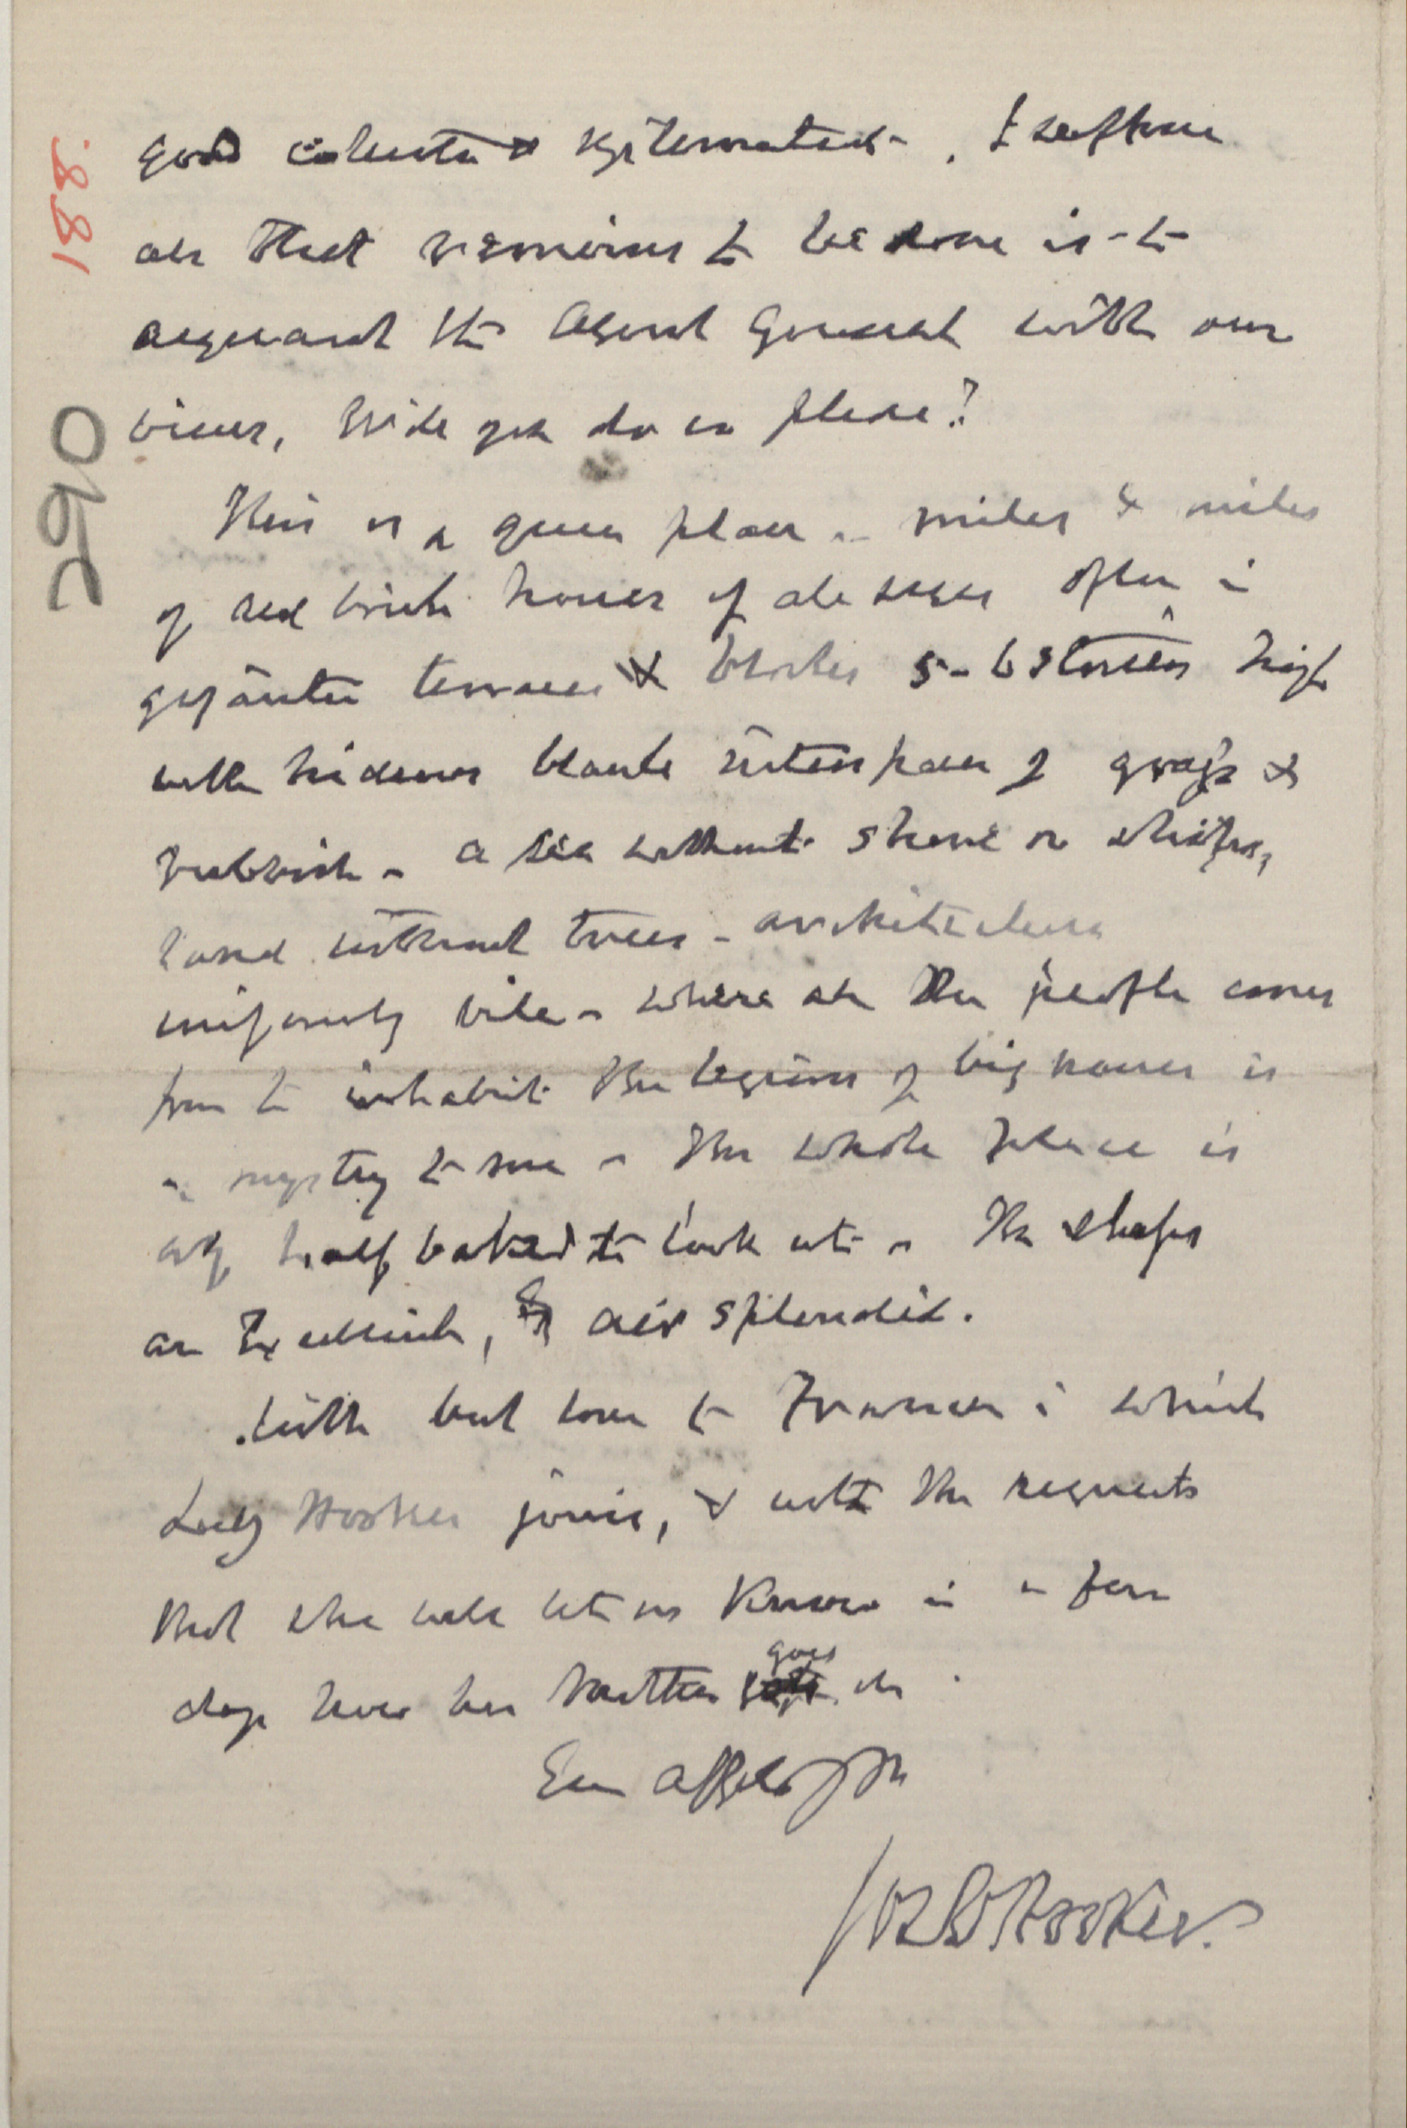 188.
290
good collector & systematist. I suppose
all that remains to be done is to
acquaint the Agent General with our
views, Will you do so please?
This is a queer place — miles & miles
of red brick houses of all sizes often in
gigantic terraces & blocks 5–6 stories high
with hideous blank interspaces of grass &
rubbish — a sea without shore or ships,
land without trees — architecture
uniformly vile — where all the people comes
from to inhabit the legions of big houses is
a mystery to me — The whole place is
only half baked to look at — The shops
are Excellent, & air splendid.
With best love to Frances in which
Lady Hooker joins, & with the requests
that she will let us know in a few
days how her brother goes on.
Ever affectly yrs
Jos D Hooker.